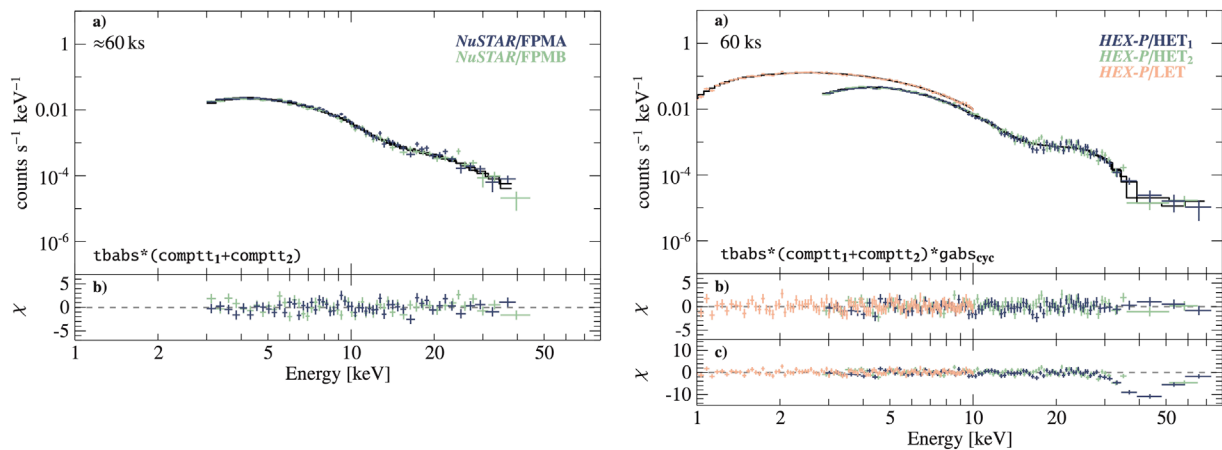 a)
≈60 ks
NuSTAR/FPMA
NuSTAR/FPMB
1
0.01
10⁻⁴
10⁻⁶
counts s⁻¹ keV⁻¹
tbabs*(comptt₁+comptt₂)
b)
5
0
-5
χ
1
2
5
10
20
50
Energy [keV]
a)
60 ks
HEX-P/HET₁
HEX-P/HET₂
HEX-P/LET
1
0.01
10⁻⁴
10⁻⁶
counts s⁻¹ keV⁻¹
tbabs*(comptt₁+comptt₂)*gabs_cyc
b)
5
0
-5
χ
c)
10
0
-10
χ
1
2
5
10
20
50
Energy [keV]